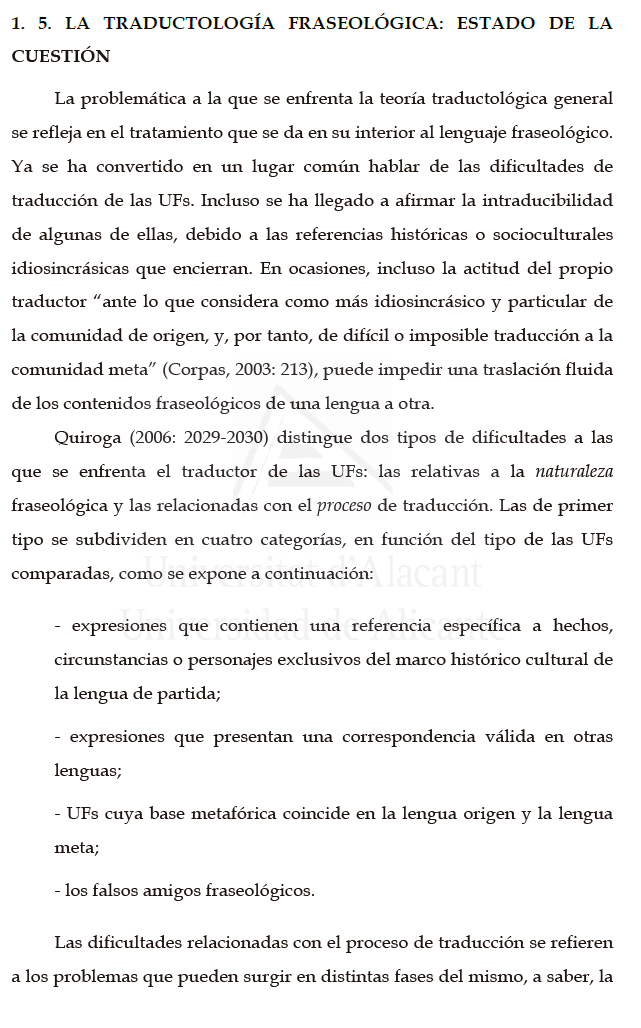 1. 5. LA TRADUCTOLOGÍA FRASEOLÓGICA: ESTADO DE LA
CUESTIÓN
La problemática a la que se enfrenta la teoría traductológica general
se refleja en el tratamiento que se da en su interior al lenguaje fraseológico.
Ya se ha convertido en un lugar común hablar de las dificultades de
traducción de las UFs. Incluso se ha llegado a afirmar la intraducibilidad
de algunas de ellas, debido a las referencias históricas o socioculturales
idiosincrásicas que encierran. En ocasiones, incluso la actitud del propio
traductor “ante lo que considera como más idiosincrásico y particular de
la comunidad de origen, y, por tanto, de difícil o imposible traducción a la
comunidad meta” (Corpas, 2003: 213), puede impedir una traslación fluida
de los contenidos fraseológicos de una lengua a otra.
Quiroga (2006: 2029-2030) distingue dos tipos de dificultades a las
que se enfrenta el traductor de las UFs: las relativas a la naturaleza
fraseológica y las relacionadas con el proceso de traducción. Las de primer
tipo se subdividen en cuatro categorías, en función del tipo de las UFs
comparadas, como se expone a continuación:
Universitat d'Alacant
Universidad de Alicante
- expresiones que contienen una referencia específica a hechos,
circunstancias o personajes exclusivos del marco histórico cultural de
la lengua de partida;
- expresiones que presentan una correspondencia válida en otras
lenguas;
- UFs cuya base metafórica coincide en la lengua origen y la lengua
meta;
- los falsos amigos fraseológicos.
Las dificultades relacionadas con el proceso de traducción se refieren
a los problemas que pueden surgir en distintas fases del mismo, a saber, la